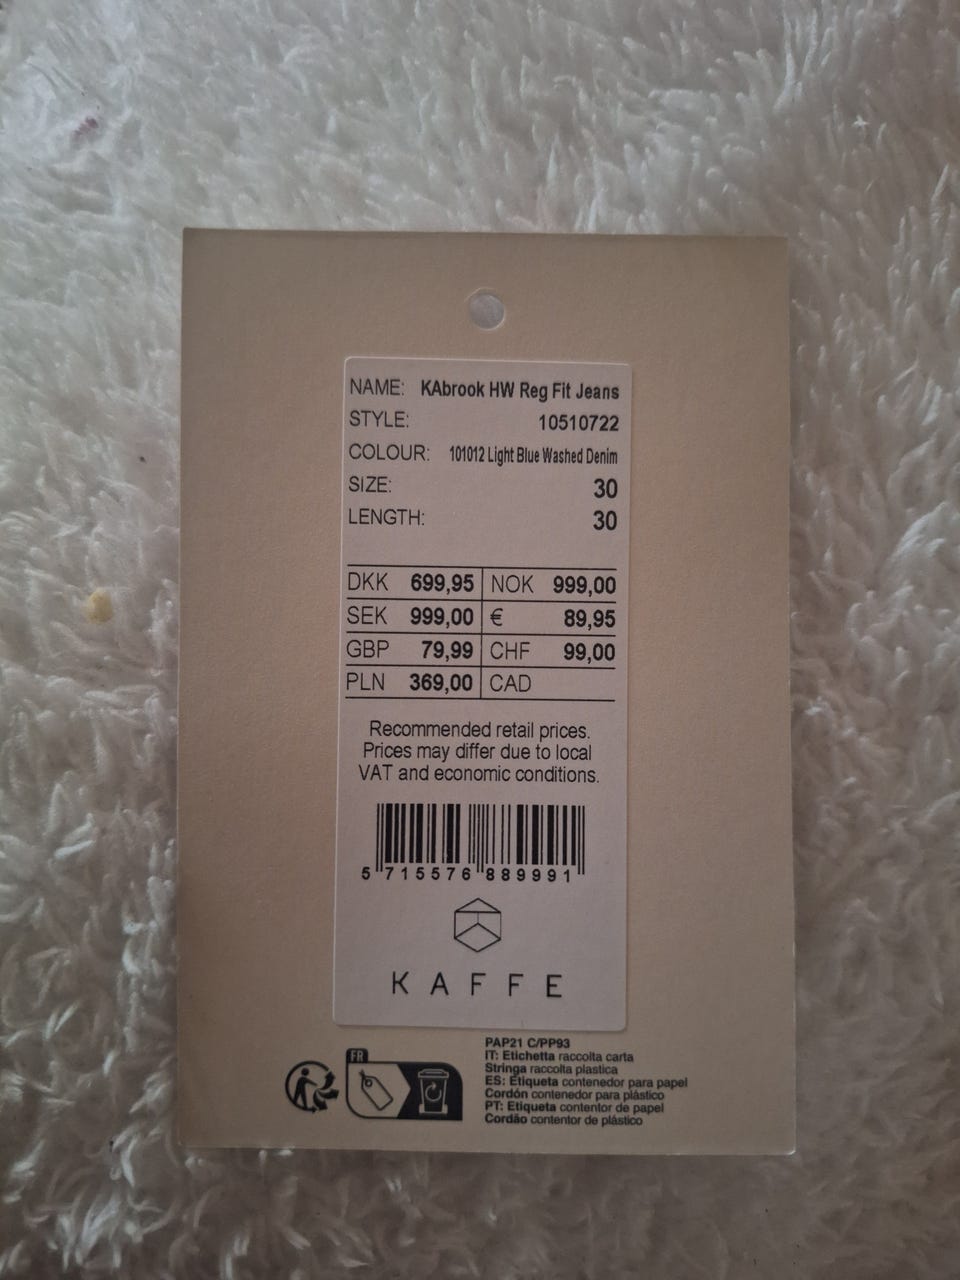 NAME: KAbrook HW Reg Fit Jeans
STYLE: 10510722
COLOUR: 101012 Light Blue Washed Denim
SIZE: 30
LENGTH: 30
DKK 699,95 NOK 999,00
SEK 999,00 € 89,95
GBP 79,99 CHF 99,00
PLN 369,00 CAD
Recommended retail prices.
Prices may differ due to local
VAT and economic conditions.
5 715576 889991
KAFFE
FR
PAP21 C/PP93
IT: Etichetta raccolta carta
Stringa raccolta plastica
ES: Etiqueta contenedor para papel
Cordón contenedor para plástico
PT: Etiqueta contentor de papel
Cordão contentor de plástico